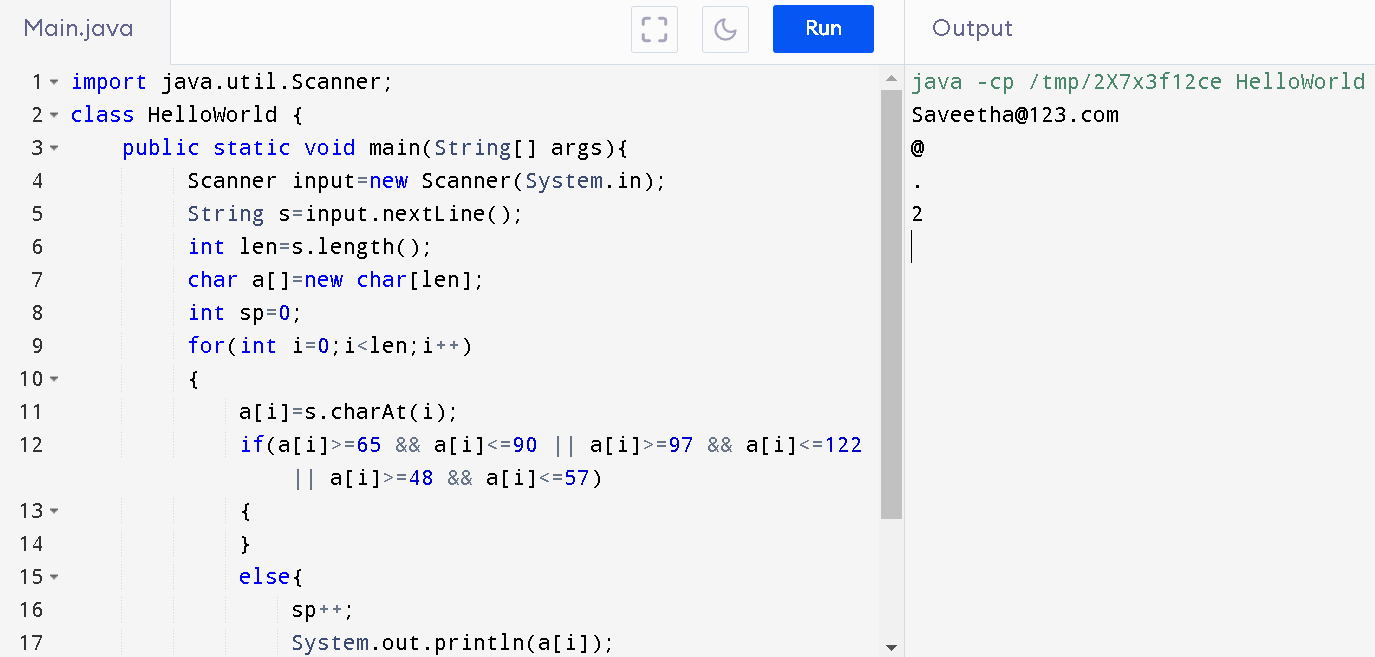 Main.java
Run
Output
1 import java.util.Scanner;
2 class HelloWorld {
3 public static void main(String[] args){
4 Scanner input=new Scanner(System.in);
5 String s=input.nextLine();
6 int len=s.length();
7 char a[]=new char[len];
8 int sp=0;
9 for(int i=0;i<len;i++)
10 {
11 a[i]=s.charAt(i);
12 if(a[i]>=65 && a[i]<=90 || a[i]>=97 && a[i]<=122
|| a[i]>=48 && a[i]<=57)
13 {
14 }
15 else{
16 sp++;
17 System.out.println(a[i]);
java -cp /tmp/2X7x3f12ce HelloWorld
Saveetha@123.com
@
.
2